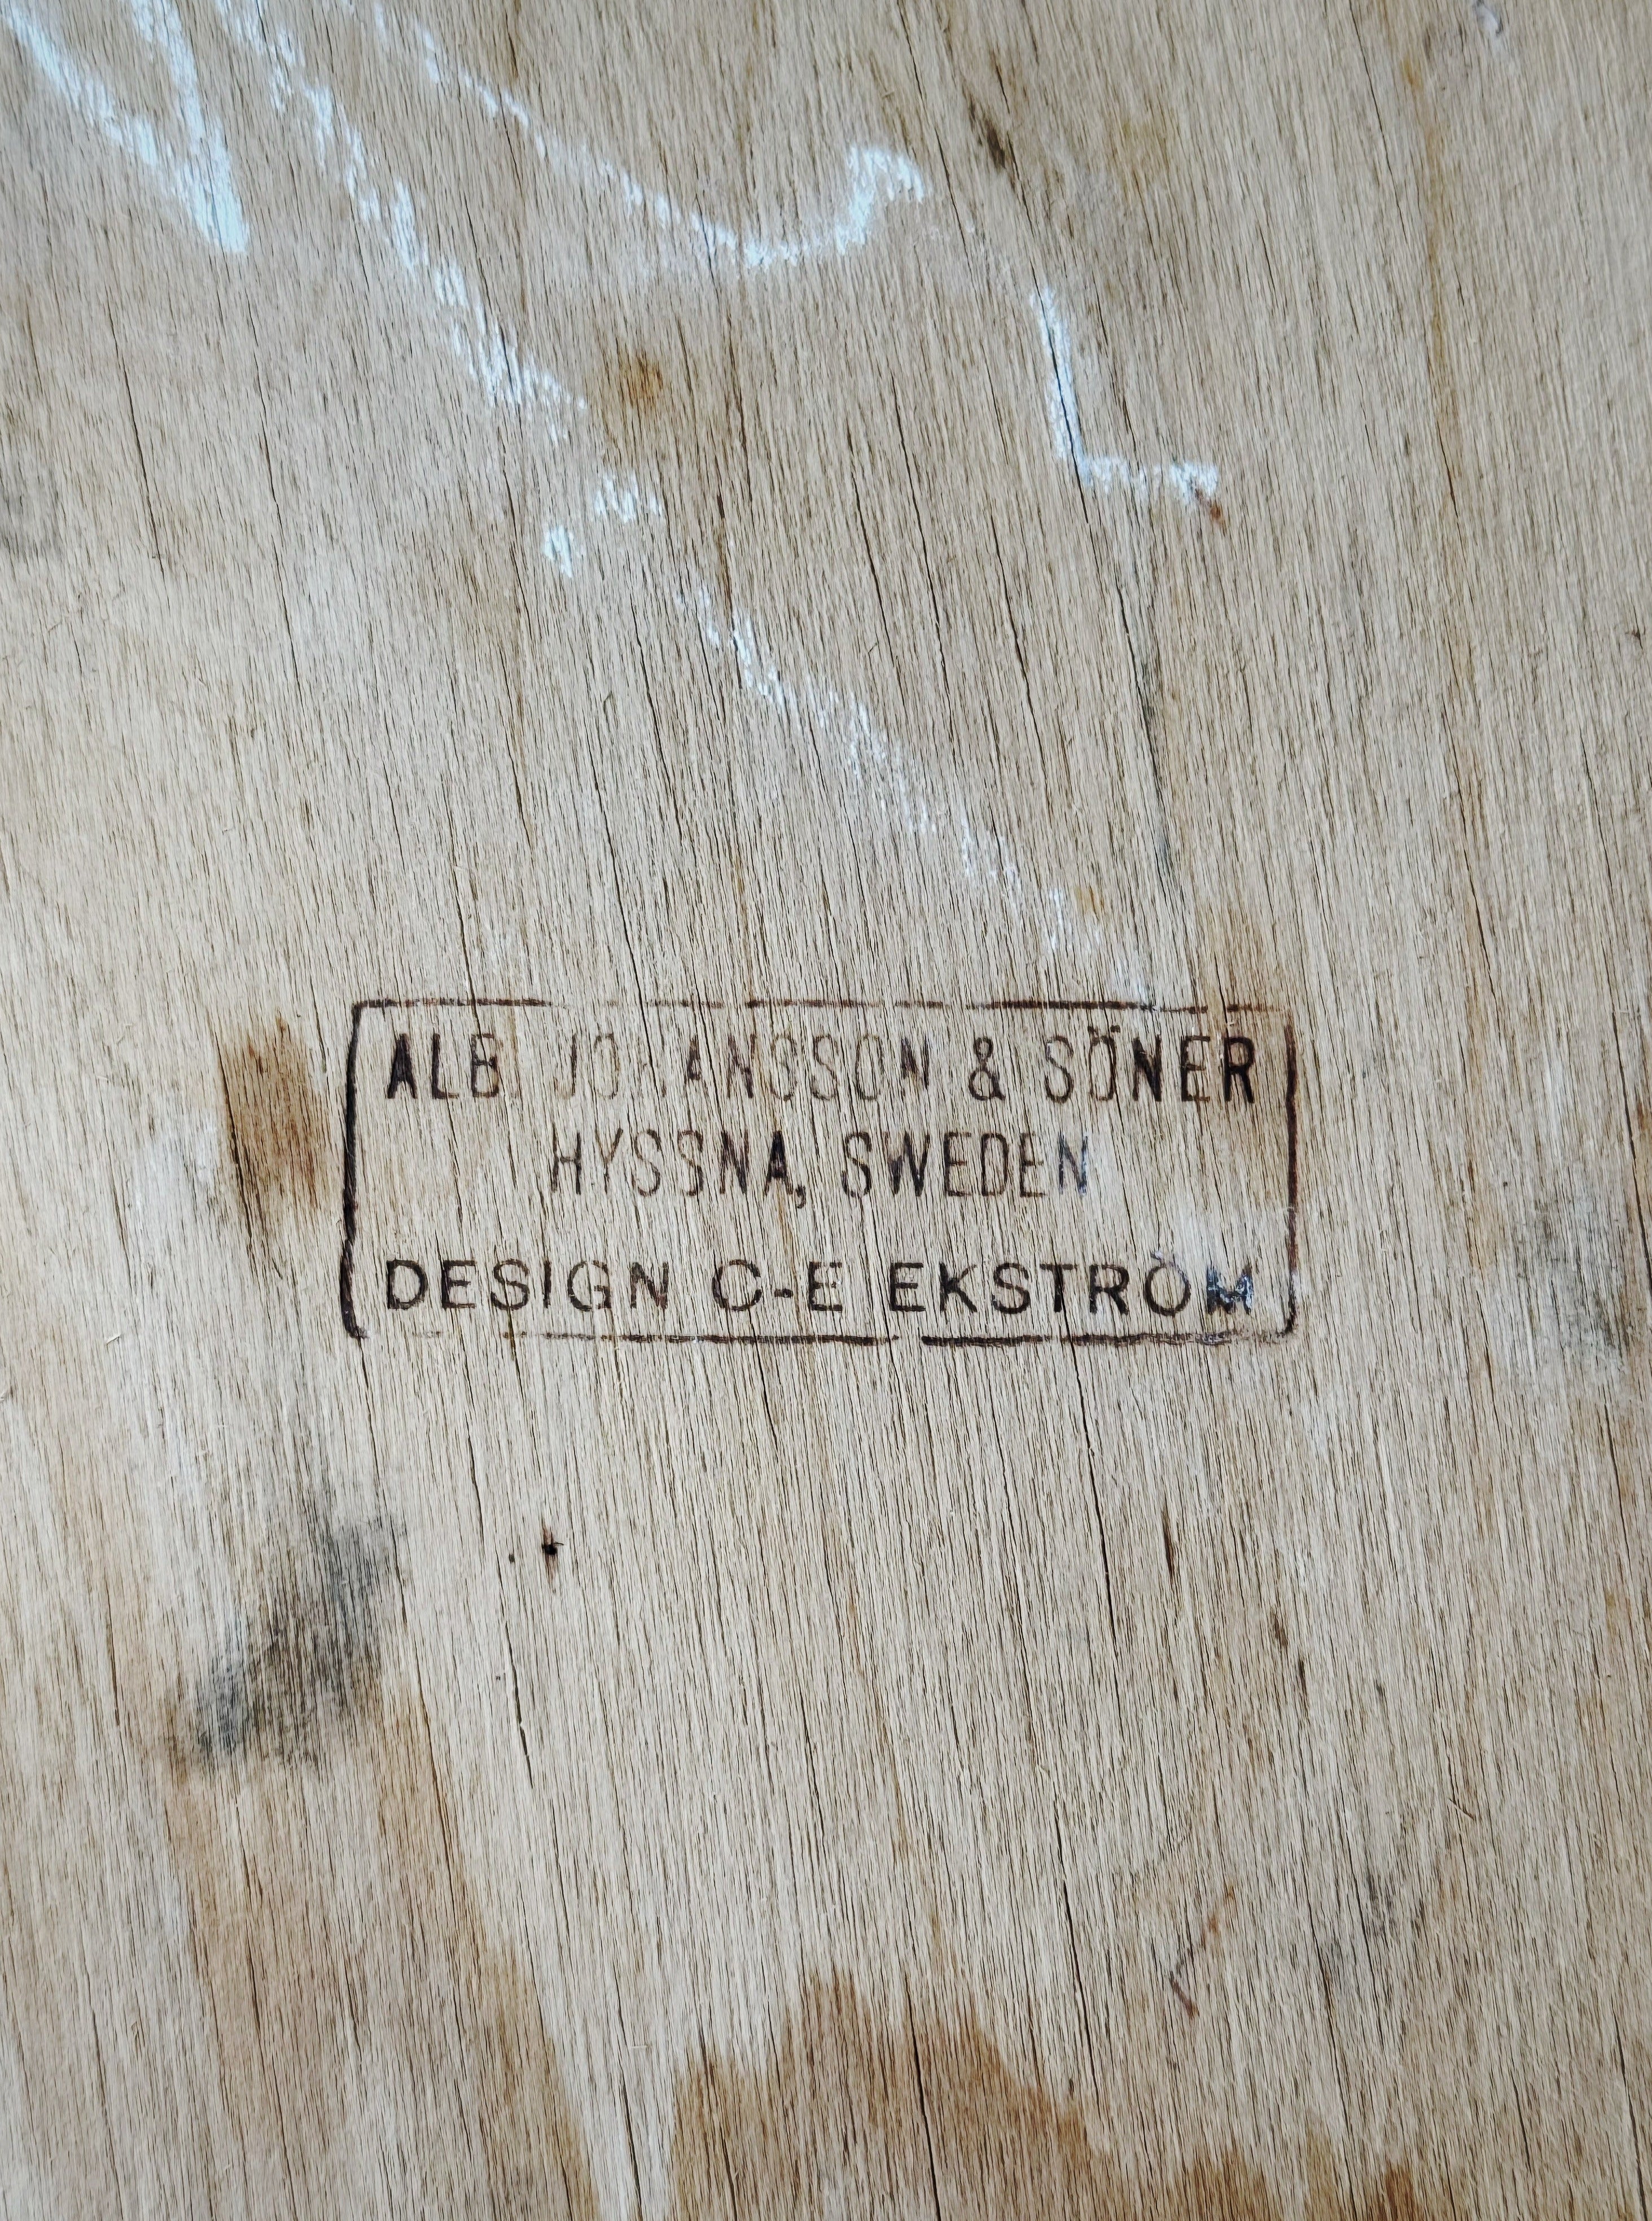 ALB. JOHANSSON & SÖNER
HYSSNA, SWEDEN
DESIGN C-E EKSTRÖM